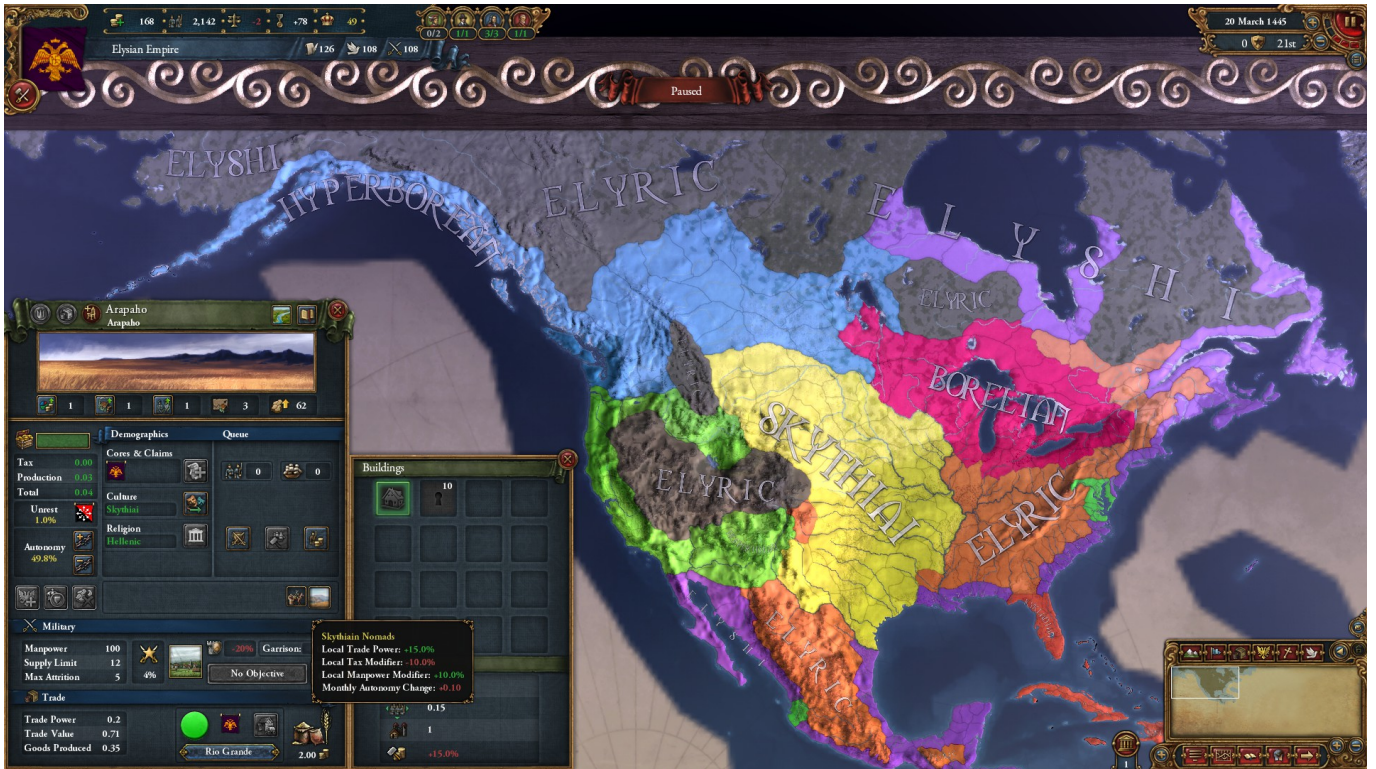 168
2,142
-2
+78
49
0/2
1/1
3/3
1/1
20 March 1445
0
21st
Elysian Empire
126
108
108
Paused
ELYSHI
HYPERBOREAN
ELYRIC
ELYSHI
ELYRIC
BORELIAN
SKYTHIAI
ELYRIC
ELYRIC
ELYSHI
ELYRIC
Arapaho
Arapaho
1
1
1
3
62
Demographics
Queue
Cores & Claims
0
0
Tax 0.00
Production 0.03
Total 0.04
Culture
Skythiai
Unrest
1.0%
Religion
Hellenic
Autonomy
49.8%
Military
Manpower 100
Supply Limit 12
Max Attrition 5
4%
-20%
Garrison:
No Objective
Trade
Trade Power 0.2
Trade Value 0.71
Goods Produced 0.35
Rio Grande
2.00
Buildings
10
Skythiain Nomads
Local Trade Power: +15.0%
Local Tax Modifier: -10.0%
Local Manpower Modifier: +10.0%
Monthly Autonomy Change: +0.10
0.15
1
+15.0%
1